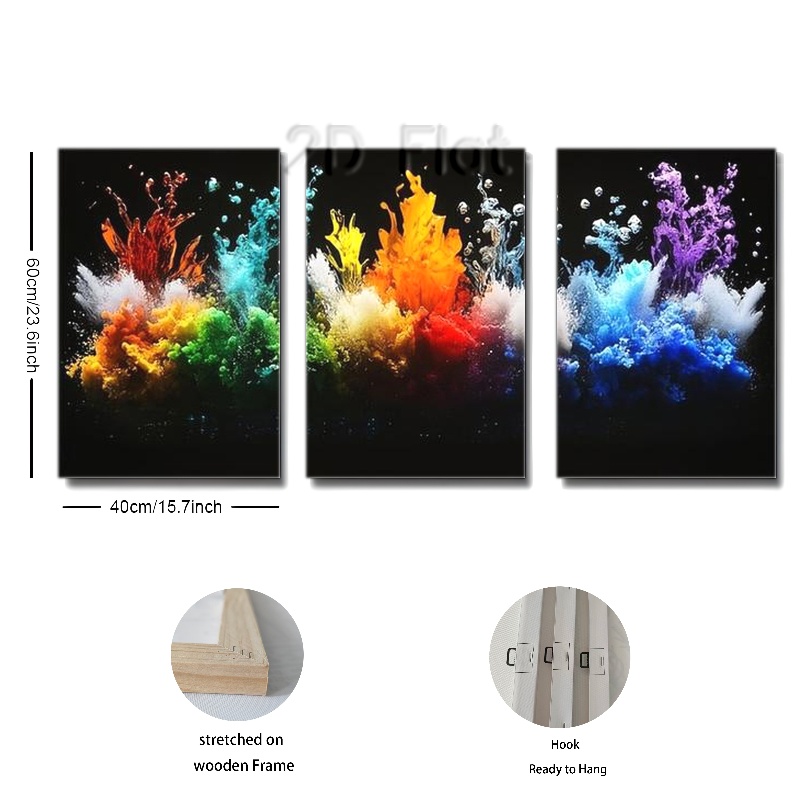 2D Flat
60cm/23.6inch
40cm/15.7inch
stretched on
wooden Frame
Hook
Ready to Hang